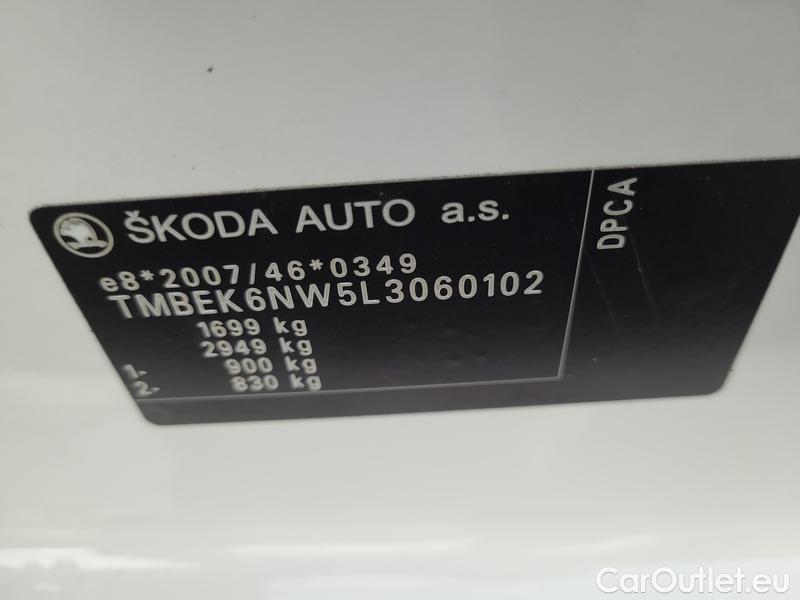 ŠKODA AUTO a.s.
e8*2007/46*0349
TMBEK6NW5L3060102
1699 kg
2949 kg
1- 900 kg
2- 830 kg
DPCA
CarOutlet.eu